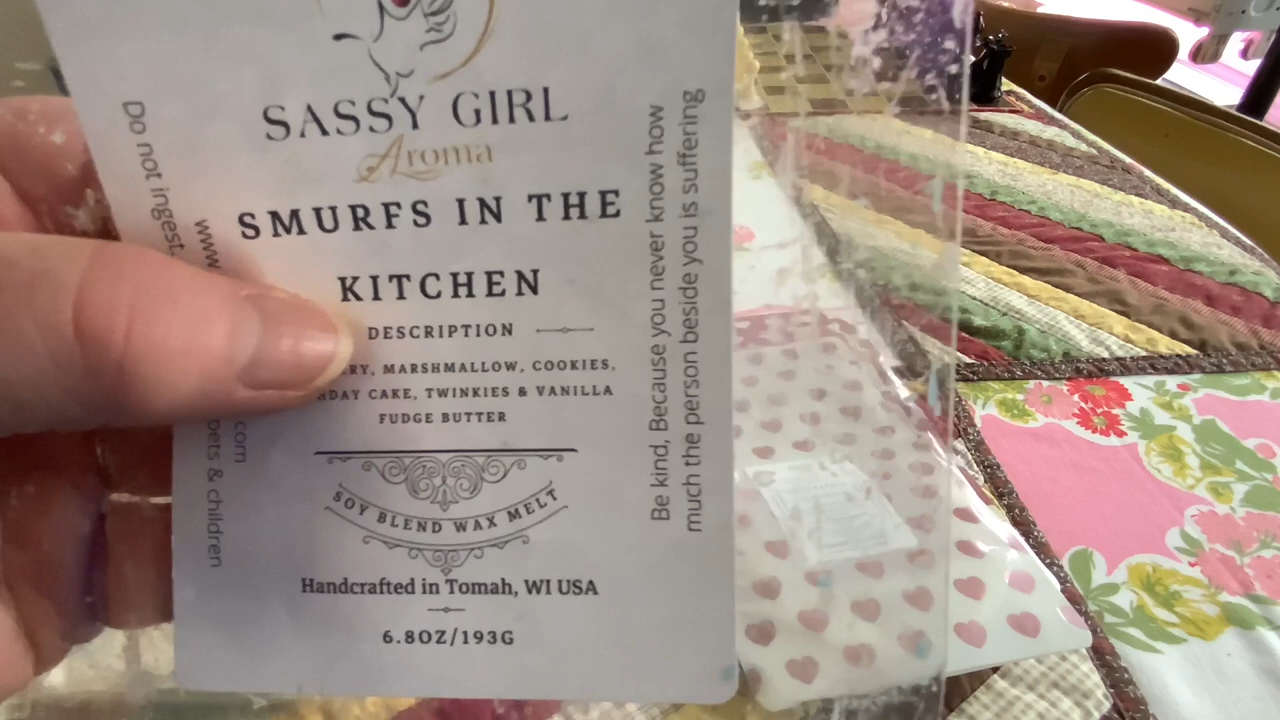 SASSY GIRL
Aroma
SMURFS IN THE
KITCHEN
DESCRIPTION
MARSHMALLOW, COOKIES,
CAKE, TWINKIES & VANILLA
FUDGE BUTTER
SOY BLEND WAX MELT
Handcrafted in Tomah, WI USA
6.8OZ/193G
Do not ingest.
pets & children
www
.com
Be kind, Because you never know how
much the person beside you is suffering